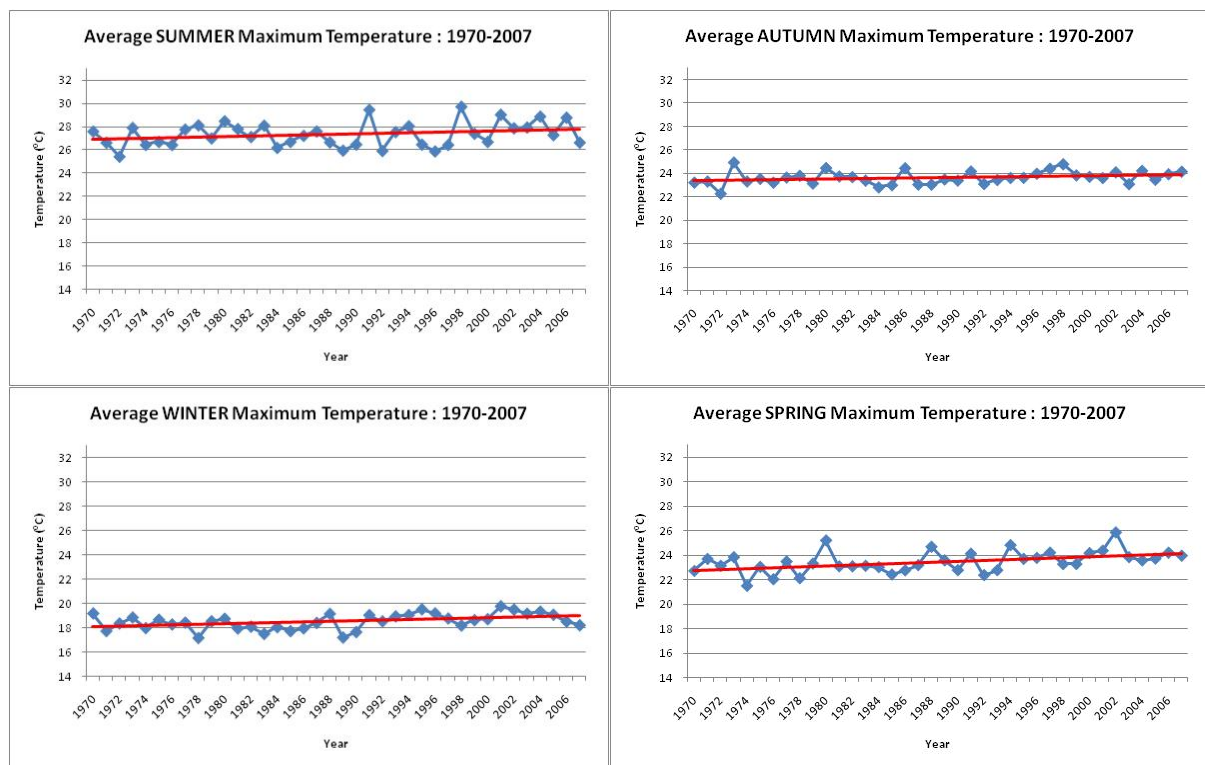 Average SUMMER Maximum Temperature : 1970-2007
32
30
28
26
24
22
20
18
16
14
Temperature (°C)
1970 1972 1974 1976 1978 1980 1982 1984 1986 1988 1990 1992 1994 1996 1998 2000 2002 2004 2006
Year
Average AUTUMN Maximum Temperature : 1970-2007
32
30
28
26
24
22
20
18
16
14
Temperature (°C)
1970 1972 1974 1976 1978 1980 1982 1984 1986 1988 1990 1992 1994 1996 1998 2000 2002 2004 2006
Year
Average WINTER Maximum Temperature : 1970-2007
32
30
28
26
24
22
20
18
16
14
Temperature (°C)
1970 1972 1974 1976 1978 1980 1982 1984 1986 1988 1990 1992 1994 1996 1998 2000 2002 2004 2006
Year
Average SPRING Maximum Temperature : 1970-2007
32
30
28
26
24
22
20
18
16
14
Temperature (°C)
1970 1972 1974 1976 1978 1980 1982 1984 1986 1988 1990 1992 1994 1996 1998 2000 2002 2004 2006
Year